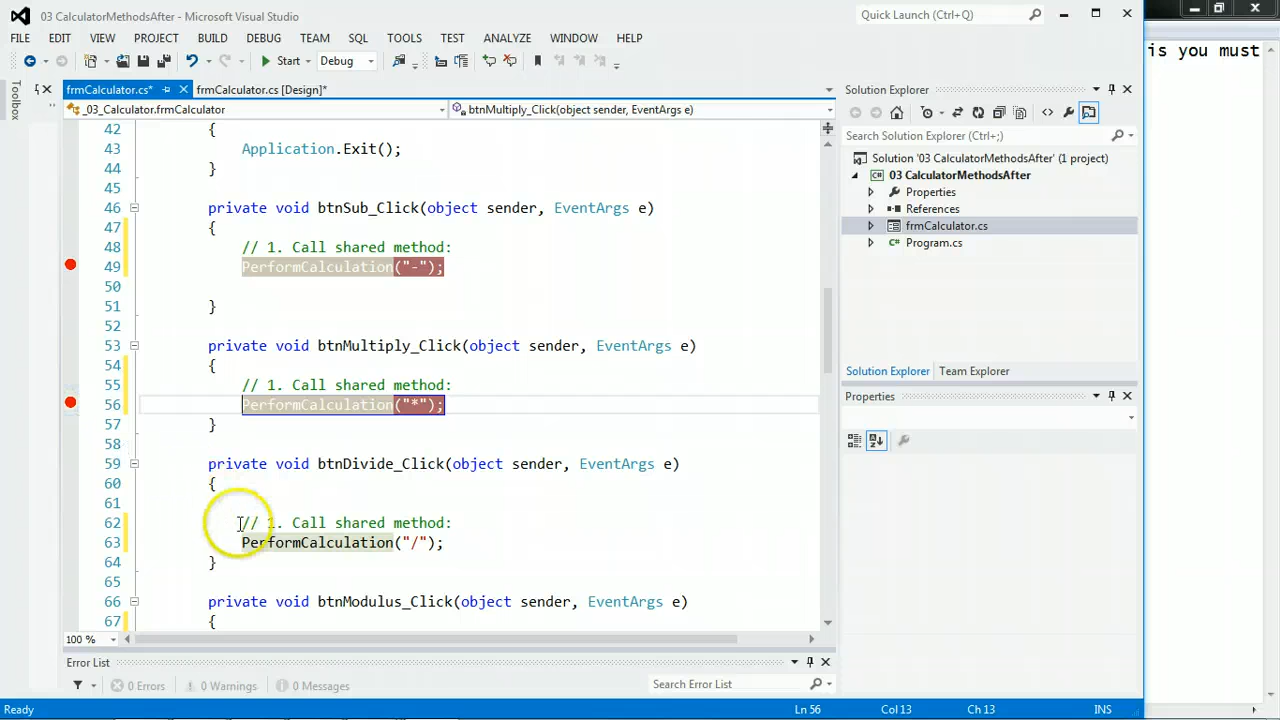 03 CalculatorMethodsAfter - Microsoft Visual Studio
Quick Launch (Ctrl+Q)
FILE EDIT VIEW PROJECT BUILD DEBUG TEAM SQL TOOLS TEST ANALYZE WINDOW HELP
Start Debug
is you must
Toolbox
frmCalculator.cs* frmCalculator.cs [Design]*
_03_Calculator.frmCalculator btnMultiply_Click(object sender, EventArgs e)
42 {
43 Application.Exit();
44 }
45
46 private void btnSub_Click(object sender, EventArgs e)
47 {
48 // 1. Call shared method:
49 PerformCalculation("-");
50
51 }
52
53 private void btnMultiply_Click(object sender, EventArgs e)
54 {
55 // 1. Call shared method:
56 PerformCalculation("*");
57 }
58
59 private void btnDivide_Click(object sender, EventArgs e)
60 {
61
62 // 1. Call shared method:
63 PerformCalculation("/");
64 }
65
66 private void btnModulus_Click(object sender, EventArgs e)
67 {
100 %
Error List
0 Errors 0 Warnings 0 Messages
Search Error List
Solution Explorer
Search Solution Explorer (Ctrl+;)
Solution '03 CalculatorMethodsAfter' (1 project)
03 CalculatorMethodsAfter
Properties
References
frmCalculator.cs
Program.cs
Solution Explorer Team Explorer
Properties
Ready Ln 56 Col 13 Ch 13 INS